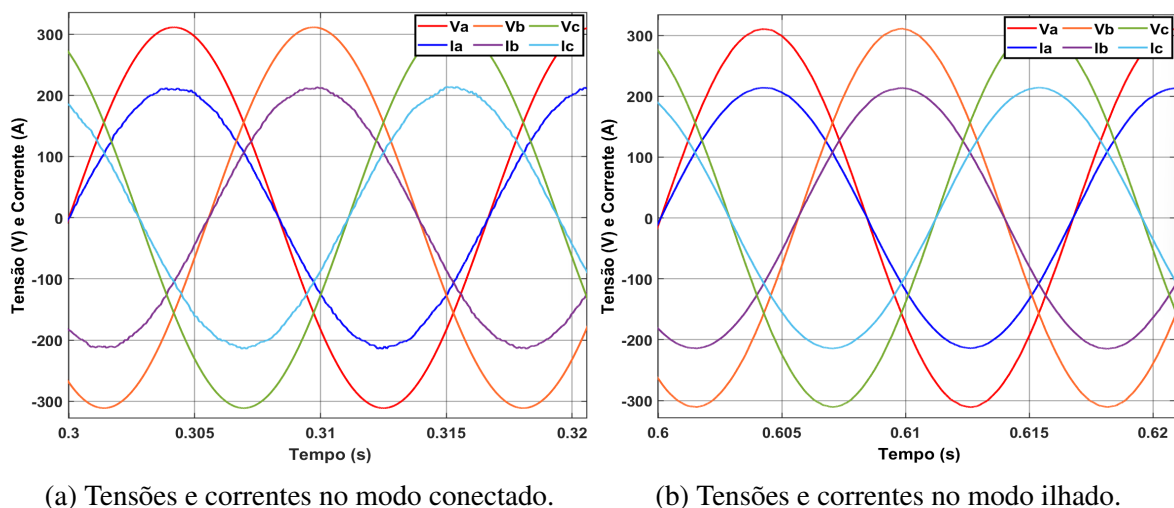 Va Vb Vc
Ia Ib Ic
300
200
100
0
-100
-200
-300
0.3 0.305 0.31 0.315 0.32
Tensão (V) e Corrente (A)
Tempo (s)
(a) Tensões e correntes no modo conectado.
Va Vb Vc
Ia Ib Ic
300
200
100
0
-100
-200
-300
0.6 0.605 0.61 0.615 0.62
Tensão (V) e Corrente (A)
Tempo (s)
(b) Tensões e correntes no modo ilhado.